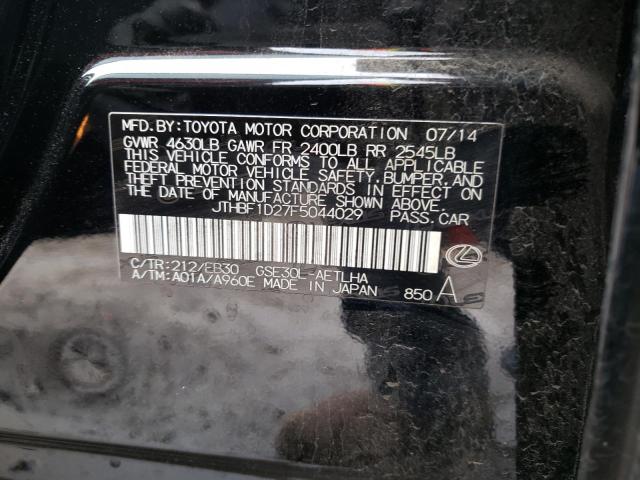 MFD. BY: TOYOTA MOTOR CORPORATION 07/14
GVWR 4630LB GAWR FR 2400LB RR 2545LB
THIS VEHICLE CONFORMS TO ALL APPLICABLE
FEDERAL MOTOR VEHICLE SAFETY, BUMPER, AND
THEFT PREVENTION STANDARDS IN EFFECT ON
THE DATE OF MANUFACTURE SHOWN ABOVE.
JTHBF1D27F5044029 PASS. CAR
C/TR: 212/EB30 GSE30L-AETLHA
A/TM: A01A/A960E MADE IN JAPAN 850 A